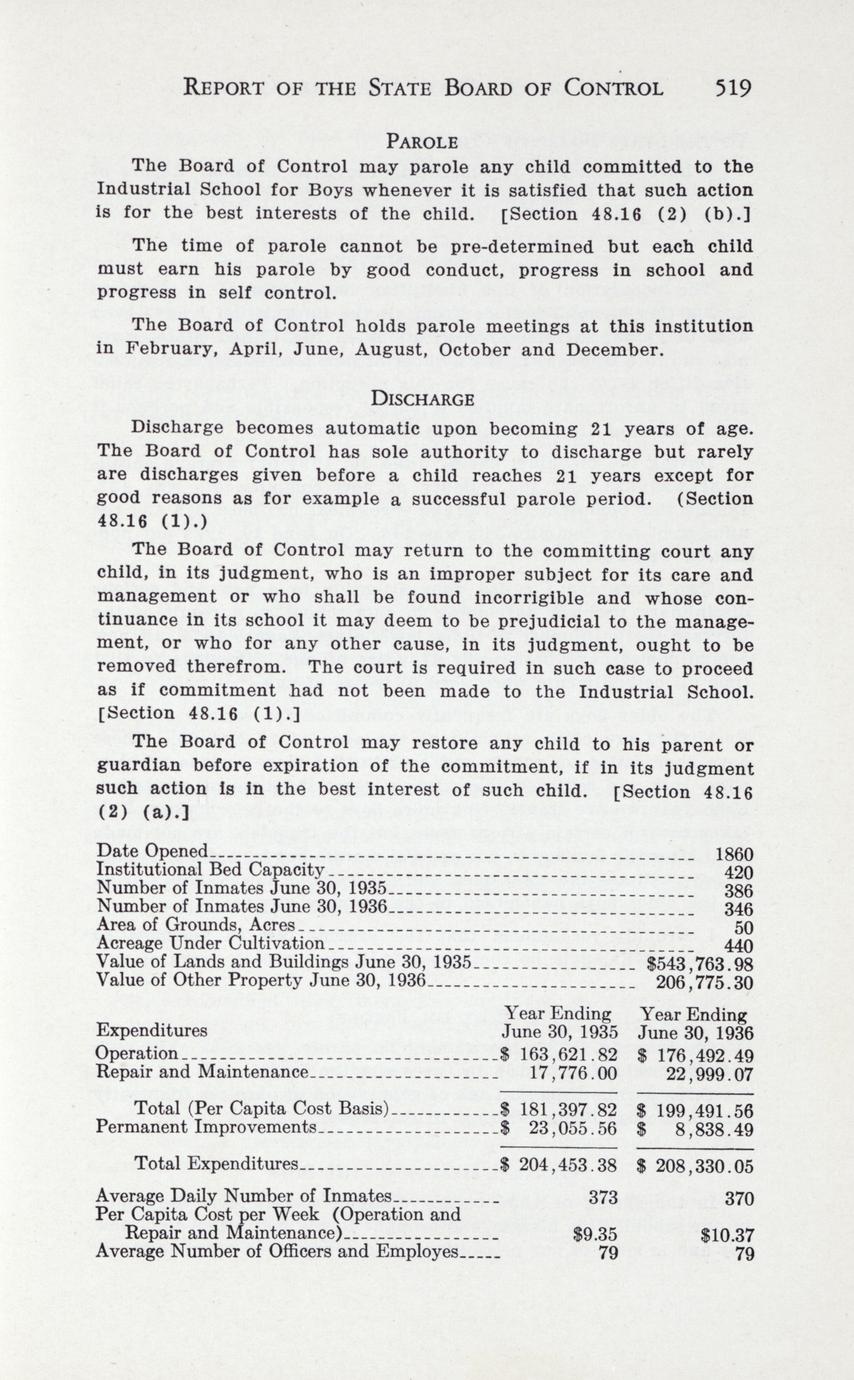 REPORT OF THE STATE BOARD OF CONTROL 519
PAROLE
The Board of Control may parole any child committed to the
Industrial School for Boys whenever it is satisfied that such action
is for the best interests of the child. [Section 48.16 (2) (b).]
The time of parole cannot be pre-determined but each child
must earn his parole by good conduct, progress in school and
progress in self control.
The Board of Control holds parole meetings at this institution
in February, April, June, August, October and December.
DISCHARGE
Discharge becomes automatic upon becoming 21 years of age.
The Board of Control has sole authority to discharge but rarely
are discharges given before a child reaches 21 years except for
good reasons as for example a successful parole period. (Section
48.16 (1).)
The Board of Control may return to the committing court any
child, in its judgment, who is an improper subject for its care and
management or who shall be found incorrigible and whose con-
tinuance in its school it may deem to be prejudicial to the manage-
ment, or who for any other cause, in its judgment, ought to be
removed therefrom. The court is required in such case to proceed
as if commitment had not been made to the Industrial School.
[Section 48.16 (1).]
The Board of Control may restore any child to his parent or
guardian before expiration of the commitment, if in its judgment
such action is in the best interest of such child. [Section 48.16
(2) (a).]
Date Opened 1860
Institutional Bed Capacity 420
Number of Inmates June 30, 1935 386
Number of Inmates June 30, 1936 346
Area of Grounds, Acres 50
Acreage Under Cultivation 440
Value of Lands and Buildings June 30, 1935 $543,763.98
Value of Other Property June 30, 1936 206,775.30
Year Ending Year Ending
Expenditures June 30, 1935 June 30, 1936
Operation $ 163,621.82 $ 176,492.49
Repair and Maintenance 17,776.00 22,999.07
Total (Per Capita Cost Basis) $ 181,397.82 $ 199,491.56
Permanent Improvements $ 23,055.56 $ 8,838.49
Total Expenditures $ 204,453.38 $ 208,330.05
Average Daily Number of Inmates 373 370
Per Capita Cost per Week (Operation and
Repair and Maintenance) $9.35 $10.37
Average Number of Officers and Employes 79 79